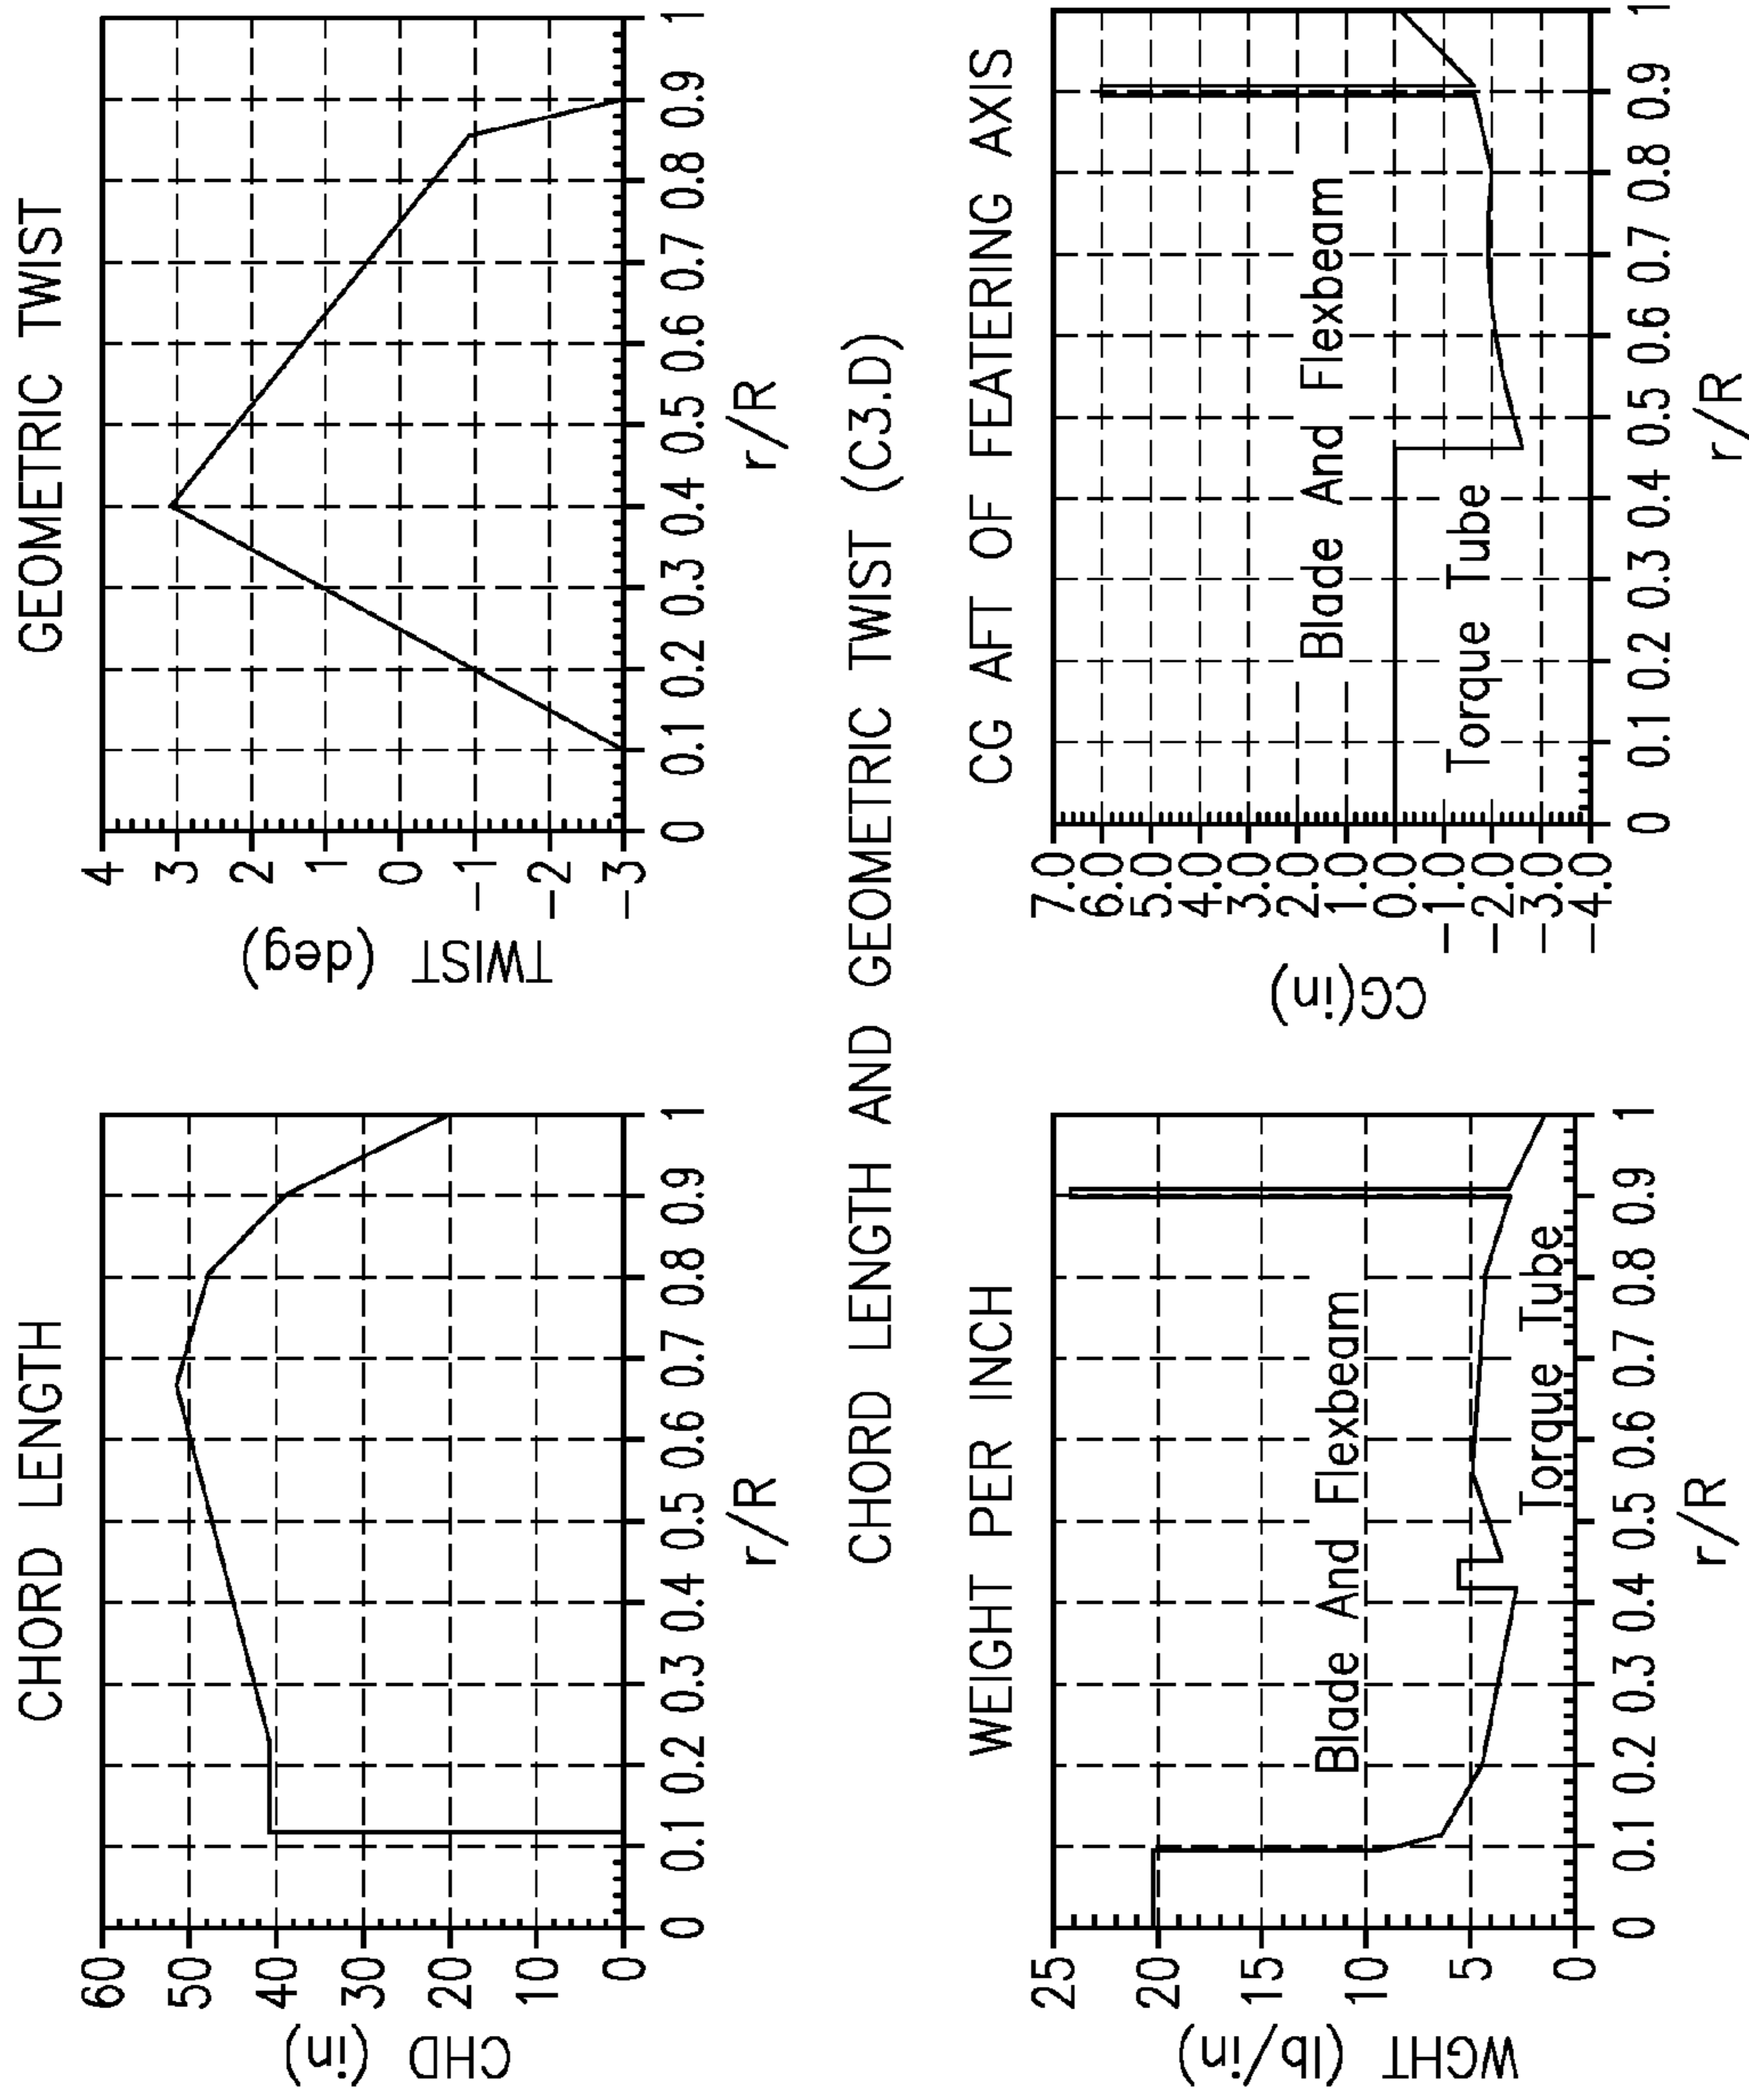 CHORD LENGTH
CHD (in)
60
50
40
30
20
10
0
0 0.1 0.2 0.3 0.4 0.5 0.6 0.7 0.8 0.9 1
r/R
GEOMETRIC TWIST
TWIST (deg)
4
3
2
1
0
-1
-2
-3
0 0.1 0.2 0.3 0.4 0.5 0.6 0.7 0.8 0.9 1
r/R
CHORD LENGTH AND GEOMETRIC TWIST (C3.D)
WEIGHT PER INCH
WGHT (lb/in)
25
20
15
10
5
0
Blade And Flexbeam
Torque Tube
0 0.1 0.2 0.3 0.4 0.5 0.6 0.7 0.8 0.9 1
r/R
CG AFT OF FEATERING AXIS
CG(in)
7.0
6.0
5.0
4.0
3.0
2.0
1.0
0.0
-1.0
-2.0
-3.0
-4.0
Blade And Flexbeam
Torque Tube
0 0.1 0.2 0.3 0.4 0.5 0.6 0.7 0.8 0.9 1
r/R